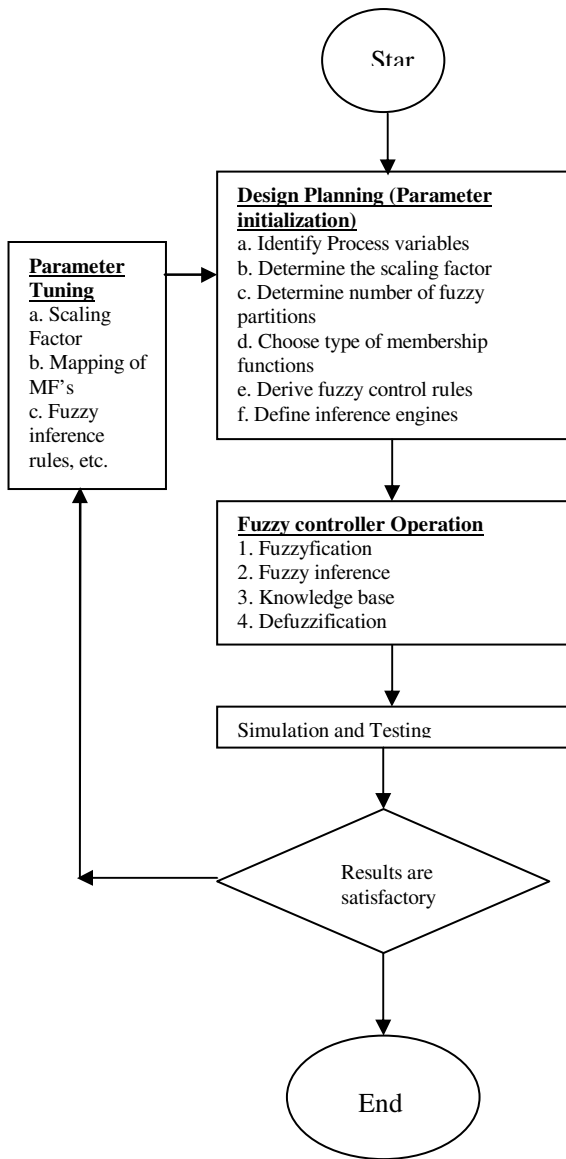 Star
Design Planning (Parameter
initialization)
a. Identify Process variables
b. Determine the scaling factor
c. Determine number of fuzzy
partitions
d. Choose type of membership
functions
e. Derive fuzzy control rules
f. Define inference engines
Parameter
Tuning
a. Scaling
Factor
b. Mapping of
MF's
c. Fuzzy
inference
rules, etc.
Fuzzy controller Operation
1. Fuzzyfication
2. Fuzzy inference
3. Knowledge base
4. Defuzzification
Simulation and Testing
Results are
satisfactory
End